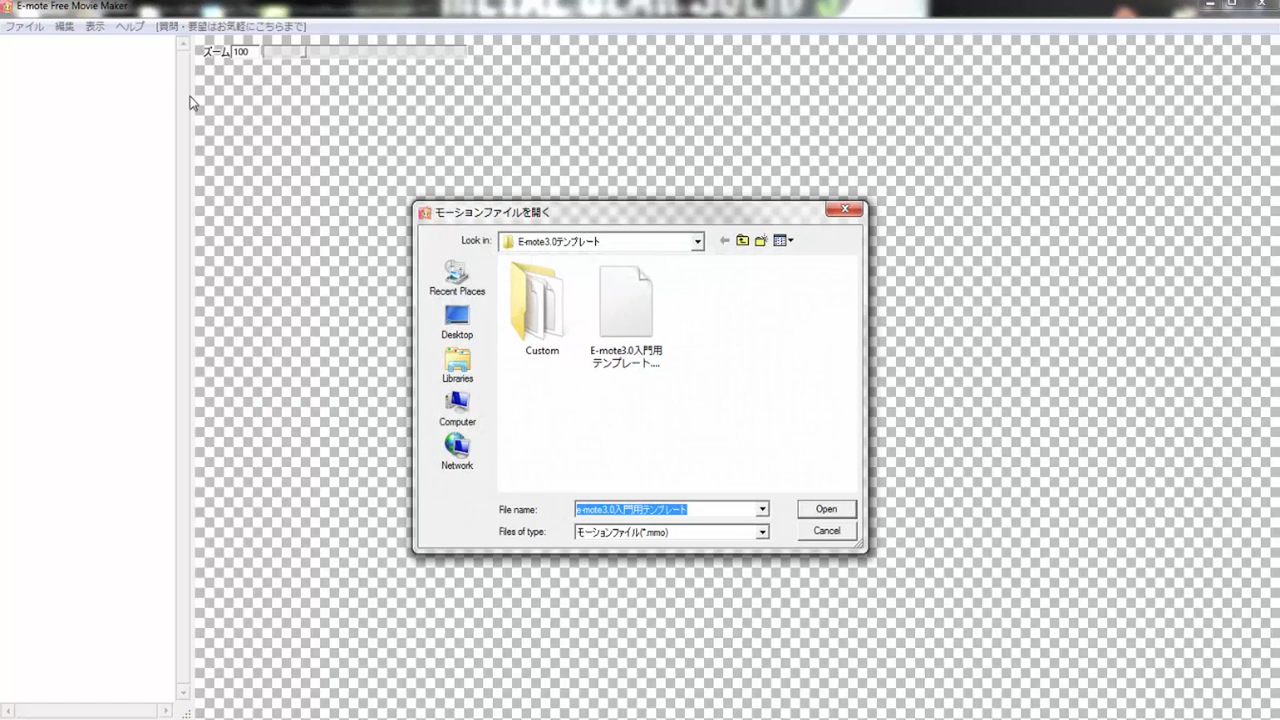 E-mote Free Movie Maker
ファイル 編集 表示 ヘルプ [質問・要望はお気軽にこちらまで]
ズーム 100
モーションファイルを開く
Look in: E-mote3.0テンプレート
Recent Places
Desktop
Libraries
Computer
Network
Custom
E-mote3.0入門用
テンプレート....
File name: e-mote3.0入門用テンプレート
Open
Files of type: モーションファイル(*.mmo)
Cancel